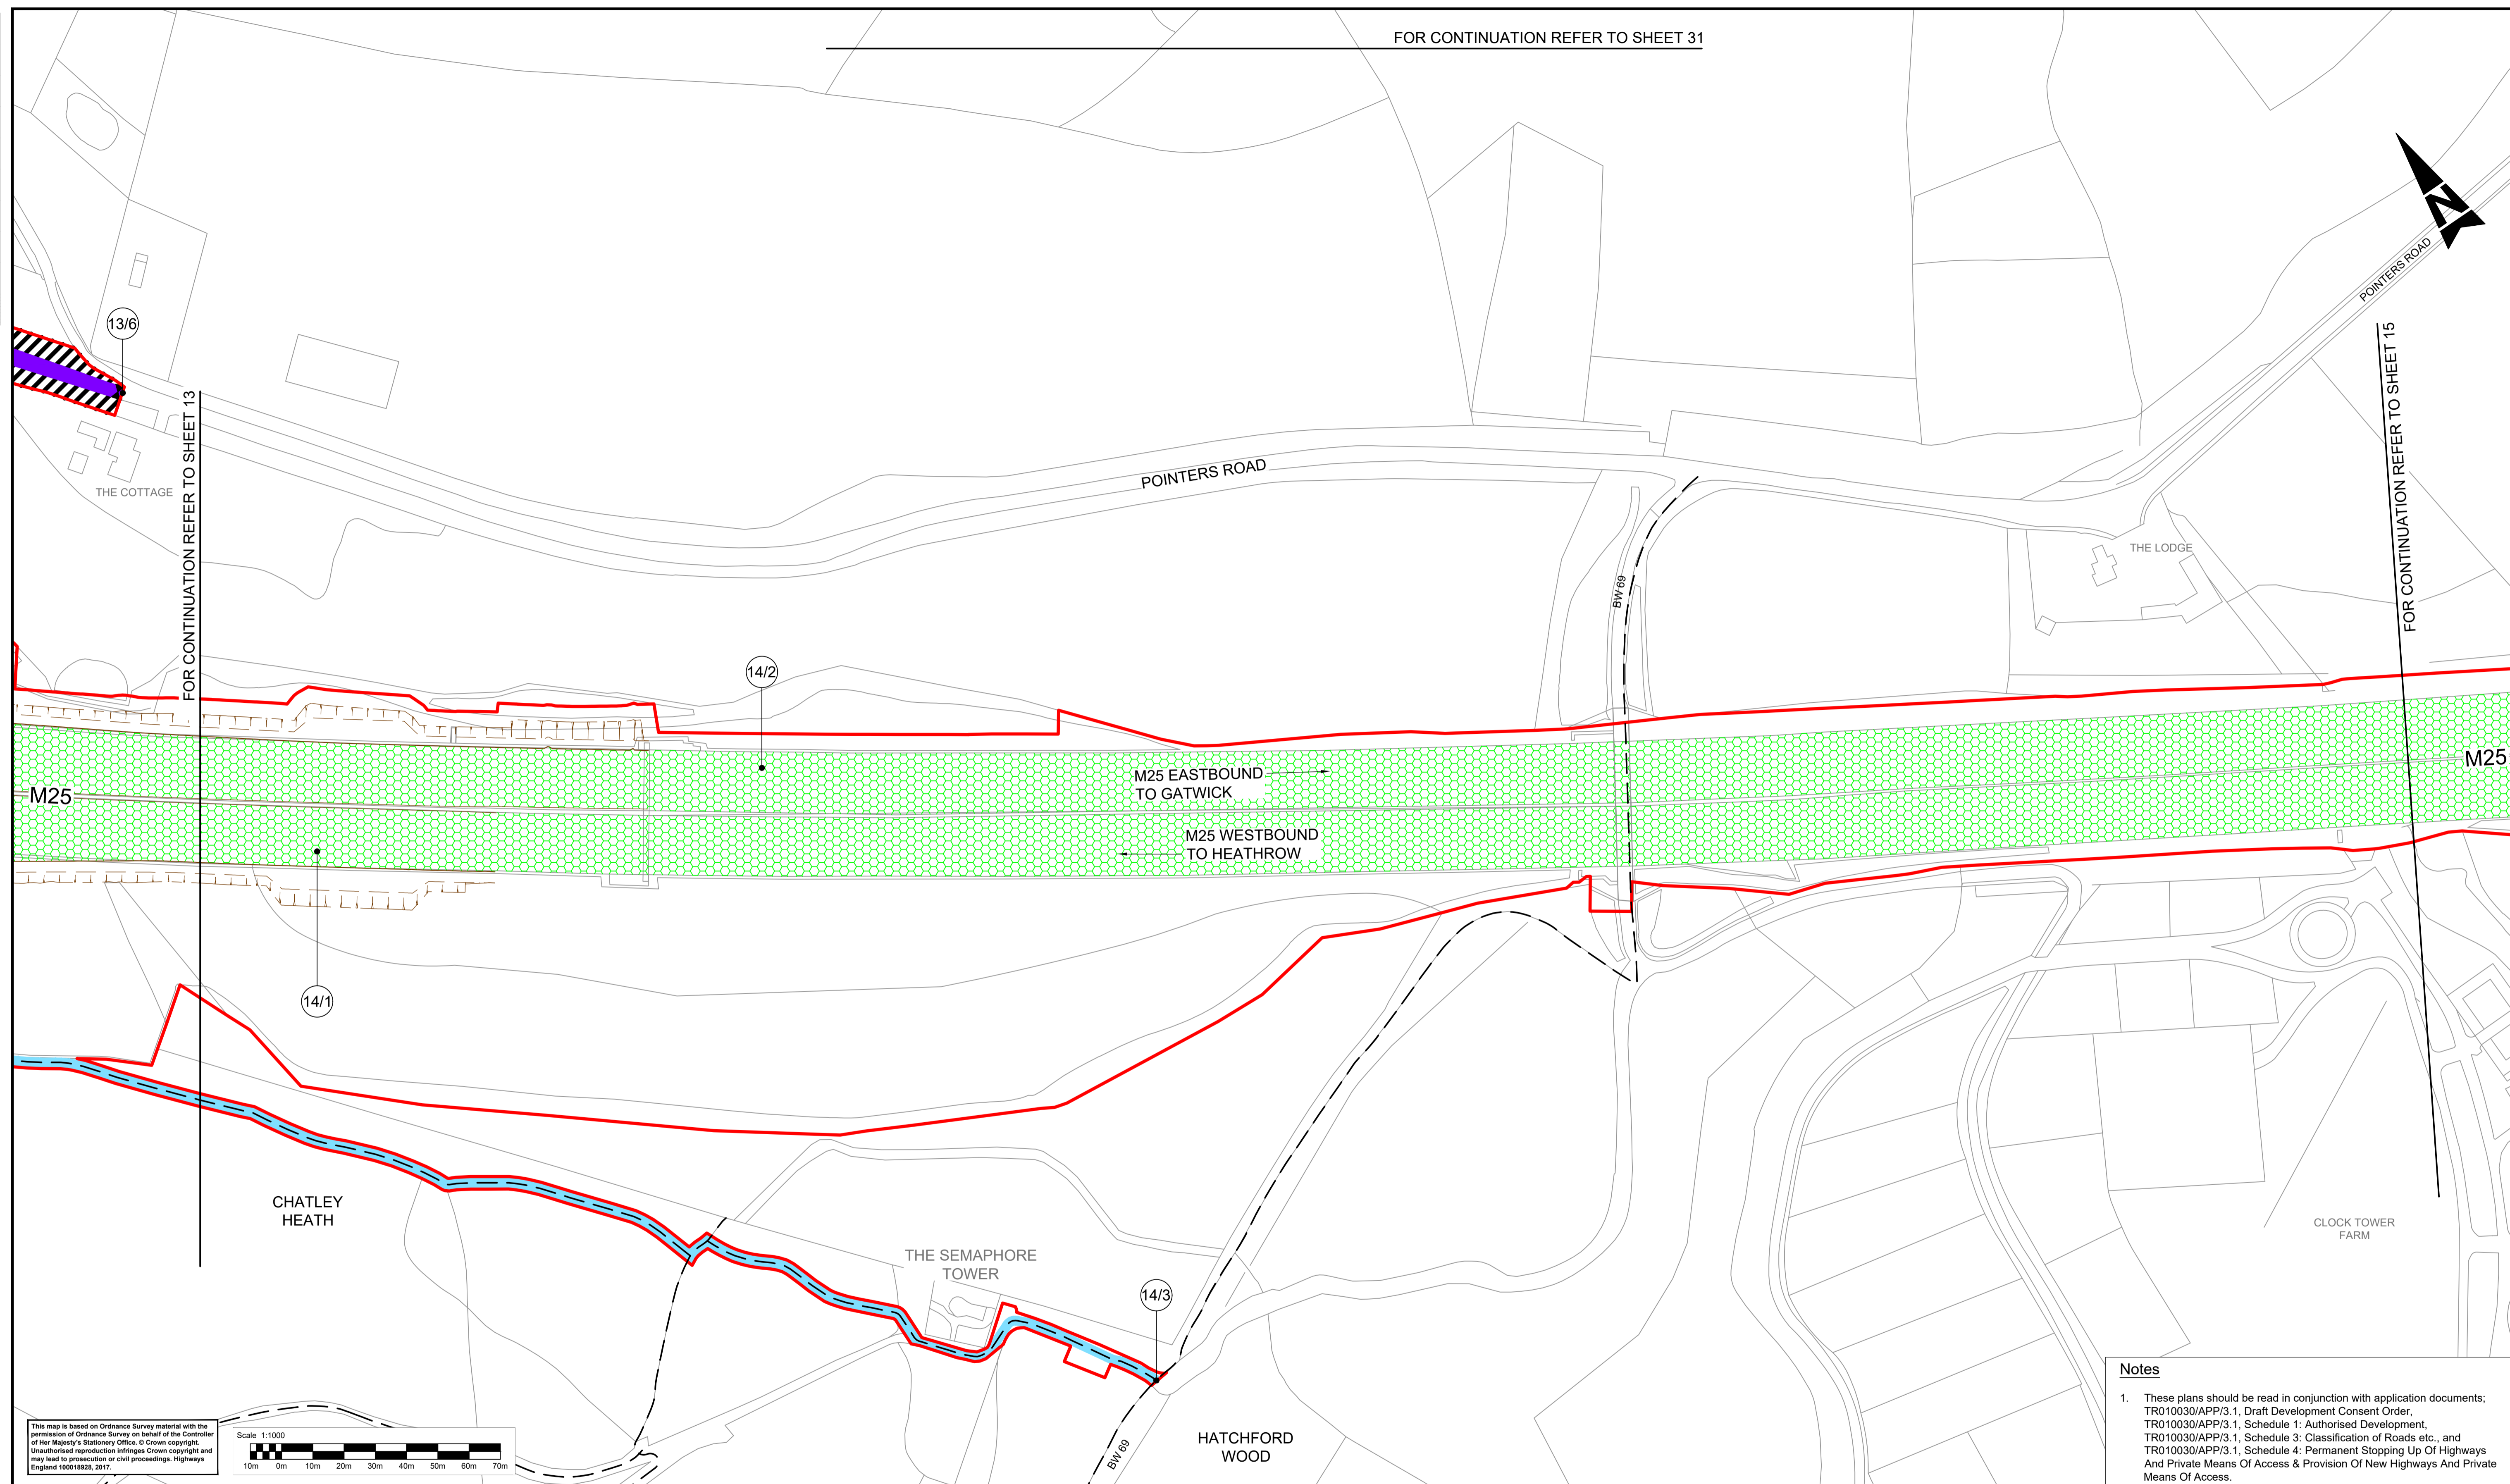 FOR CONTINUATION REFER TO SHEET 31
N
POINTERS ROAD
13/6
FOR CONTINUATION REFER TO SHEET 13
FOR CONTINUATION REFER TO SHEET 15
THE COTTAGE
POINTERS ROAD
THE LODGE
BW 69
14/2
M25
M25 EASTBOUND
TO GATWICK
M25
M25 WESTBOUND
TO HEATHROW
14/1
CHATLEY
HEATH
THE SEMAPHORE
TOWER
14/3
CLOCK TOWER
FARM
HATCHFORD
WOOD
BW 69
This map is based on Ordnance Survey material with the
permission of Ordnance Survey on behalf of the Controller
of Her Majesty's Stationery Office. © Crown copyright.
Unauthorised reproduction infringes Crown copyright and
may lead to prosecution or civil proceedings. Highways
England 100018928, 2017.
Scale 1:1000
10m 0m 10m 20m 30m 40m 50m 60m 70m
Notes
1. These plans should be read in conjunction with application documents;
TR010030/APP/3.1, Draft Development Consent Order,
TR010030/APP/3.1, Schedule 1: Authorised Development,
TR010030/APP/3.1, Schedule 3: Classification of Roads etc., and
TR010030/APP/3.1, Schedule 4: Permanent Stopping Up Of Highways
And Private Means Of Access & Provision Of New Highways And Private
Means Of Access.